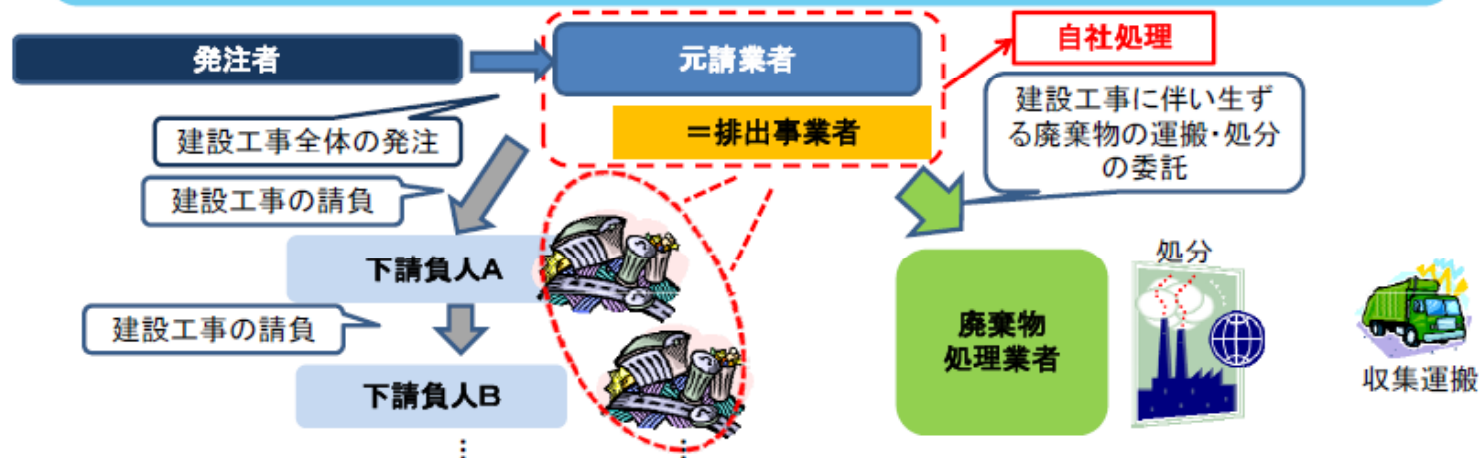 発注者
元請業者
自社処理
＝排出事業者
建設工事全体の発注
建設工事に伴い生ず
る廃棄物の運搬・処分
の委託
建設工事の請負
下請負人A
建設工事の請負
下請負人B
⋮
⋮
廃棄物
処理業者
処分
収集運搬